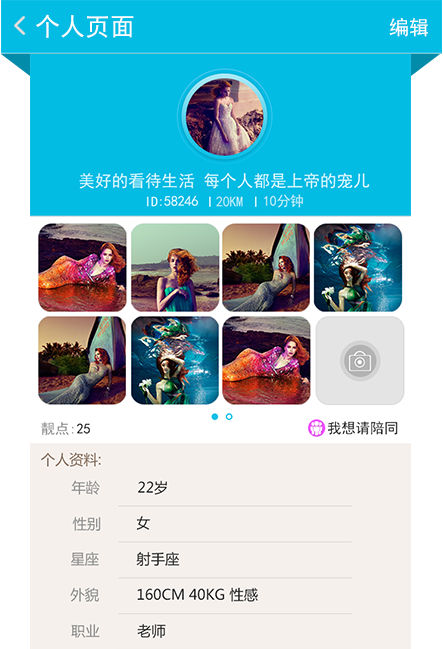 个人页面
编辑
美好的看待生活 每个人都是上帝的宠儿
ID:58246 | 20KM | 10分钟
靓点:25
我想请陪同
个人资料:
年龄 22岁
性别 女
星座 射手座
外貌 160CM 40KG 性感
职业 老师